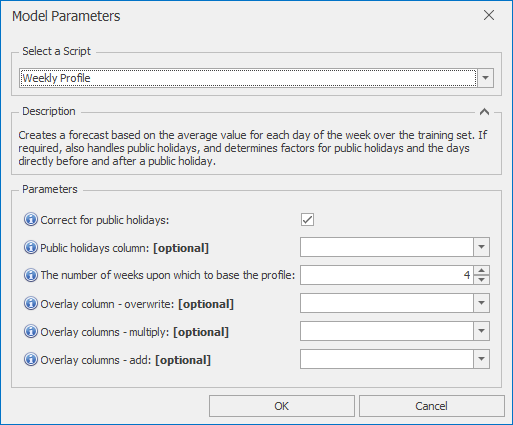 Model Parameters
Select a Script
Weekly Profile
Description
Creates a forecast based on the average value for each day of the week over the training set. If
required, also handles public holidays, and determines factors for public holidays and the days
directly before and after a public holiday.
Parameters
Correct for public holidays:
Public holidays column: [optional]
The number of weeks upon which to base the profile: 4
Overlay column - overwrite: [optional]
Overlay columns - multiply: [optional]
Overlay columns - add: [optional]
OK Cancel